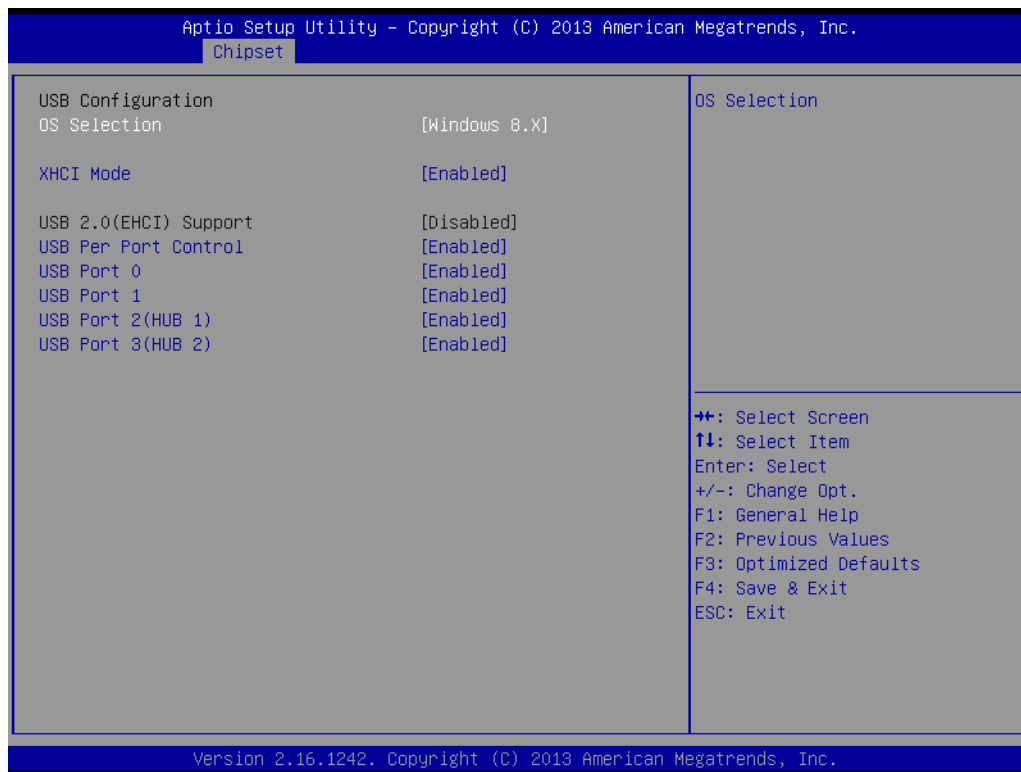 Aptio Setup Utility – Copyright (C) 2013 American Megatrends, Inc.
Chipset
USB Configuration
OS Selection [Windows 8.X]
XHCI Mode [Enabled]
USB 2.0(EHCI) Support [Disabled]
USB Per Port Control [Enabled]
USB Port 0 [Enabled]
USB Port 1 [Enabled]
USB Port 2(HUB 1) [Enabled]
USB Port 3(HUB 2) [Enabled]
OS Selection
→←: Select Screen
↑↓: Select Item
Enter: Select
+/-: Change Opt.
F1: General Help
F2: Previous Values
F3: Optimized Defaults
F4: Save & Exit
ESC: Exit
Version 2.16.1242. Copyright (C) 2013 American Megatrends, Inc.